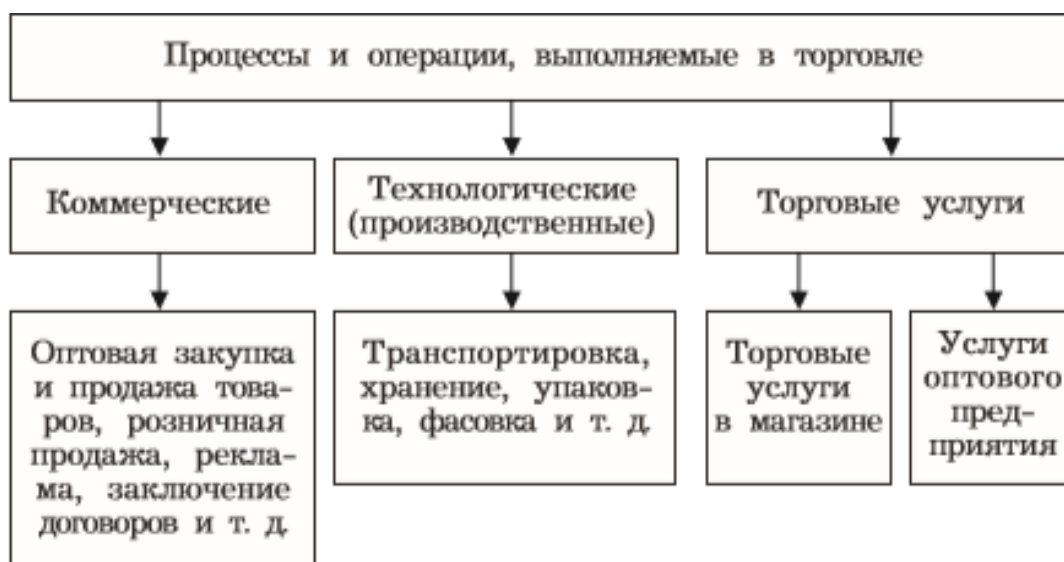 Процессы и операции, выполняемые в торговле
Коммерческие
Технологические
(производственные)
Торговые услуги
Оптовая закупка
и продажа това-
ров, розничная
продажа, рекла-
ма, заключение
договоров и т. д.
Транспортировка,
хранение, упаков-
ка, фасовка и т. д.
Торговые
услуги
в магазине
Услуги
оптового
пред-
приятия